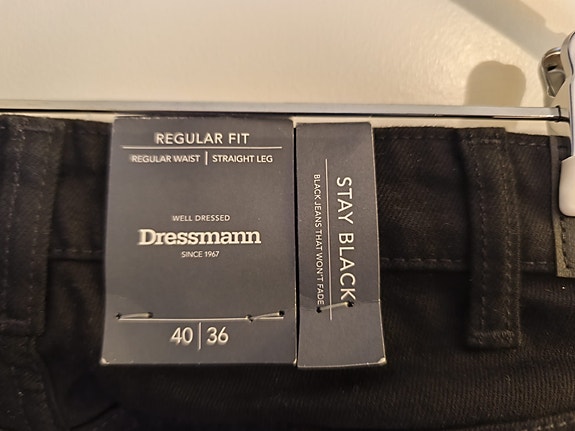 REGULAR FIT
REGULAR WAIST | STRAIGHT LEG
WELL DRESSED
Dressmann
SINCE 1967
40 | 36
STAY BLACK
BLACK JEANS THAT WON'T FADE